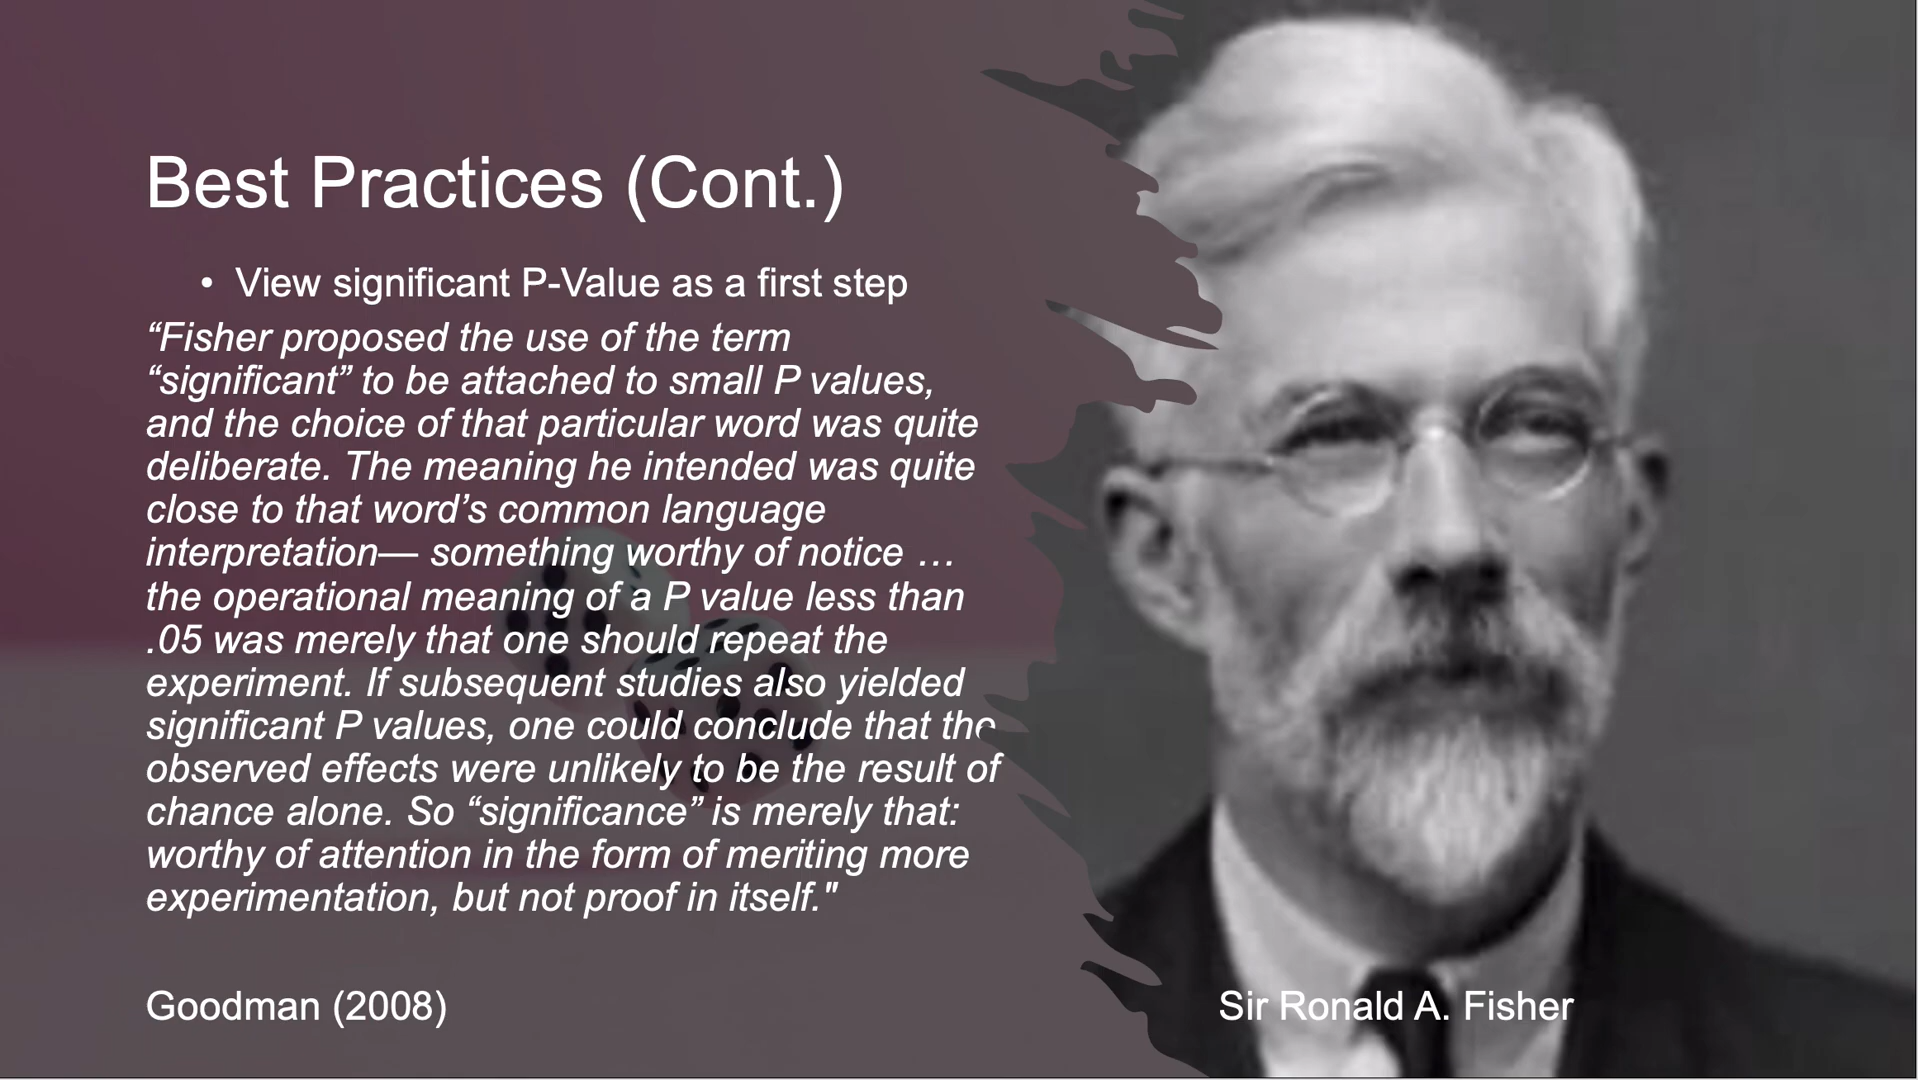 Best Practices (Cont.)
• View significant P-Value as a first step
“Fisher proposed the use of the term
“significant” to be attached to small P values,
and the choice of that particular word was quite
deliberate. The meaning he intended was quite
close to that word’s common language
interpretation— something worthy of notice …
the operational meaning of a P value less than
.05 was merely that one should repeat the
experiment. If subsequent studies also yielded
significant P values, one could conclude that the
observed effects were unlikely to be the result of
chance alone. So “significance” is merely that:
worthy of attention in the form of meriting more
experimentation, but not proof in itself."
Goodman (2008)
Sir Ronald A. Fisher